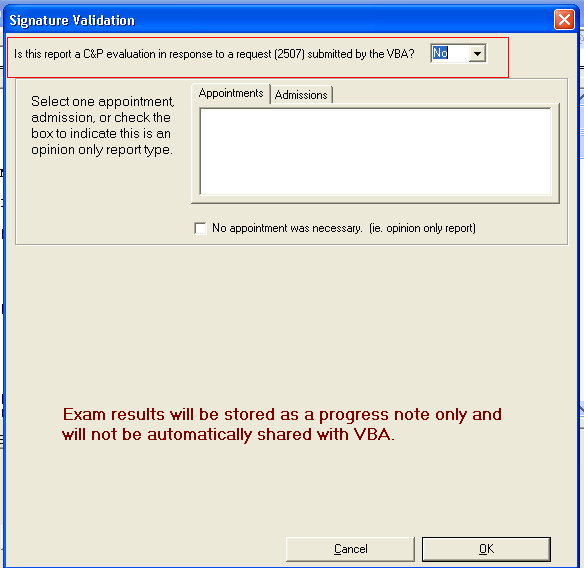 Signature Validation
Is this report a C&P evaluation in response to a request (2507) submitted by the VBA?
No
Select one appointment,
admission, or check the
box to indicate this is an
opinion only report type.
Appointments
Admissions
No appointment was necessary. (ie. opinion only report)
Exam results will be stored as a progress note only and
will not be automatically shared with VBA.
Cancel
OK